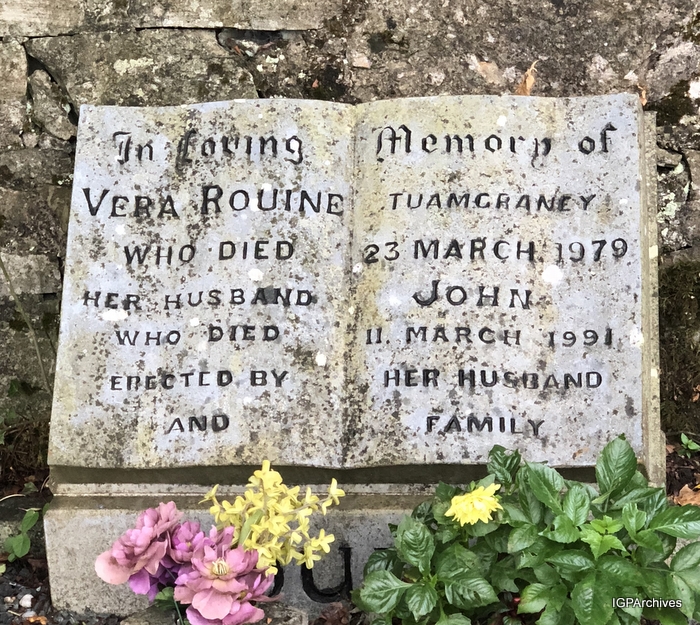 In Loving Memory of
VERA ROUINE TUAMGRANEY
WHO DIED 23 MARCH 1979
HER HUSBAND JOHN
WHO DIED 11. MARCH 1991
ERECTED BY HER HUSBAND
AND FAMILY
IGPArchives